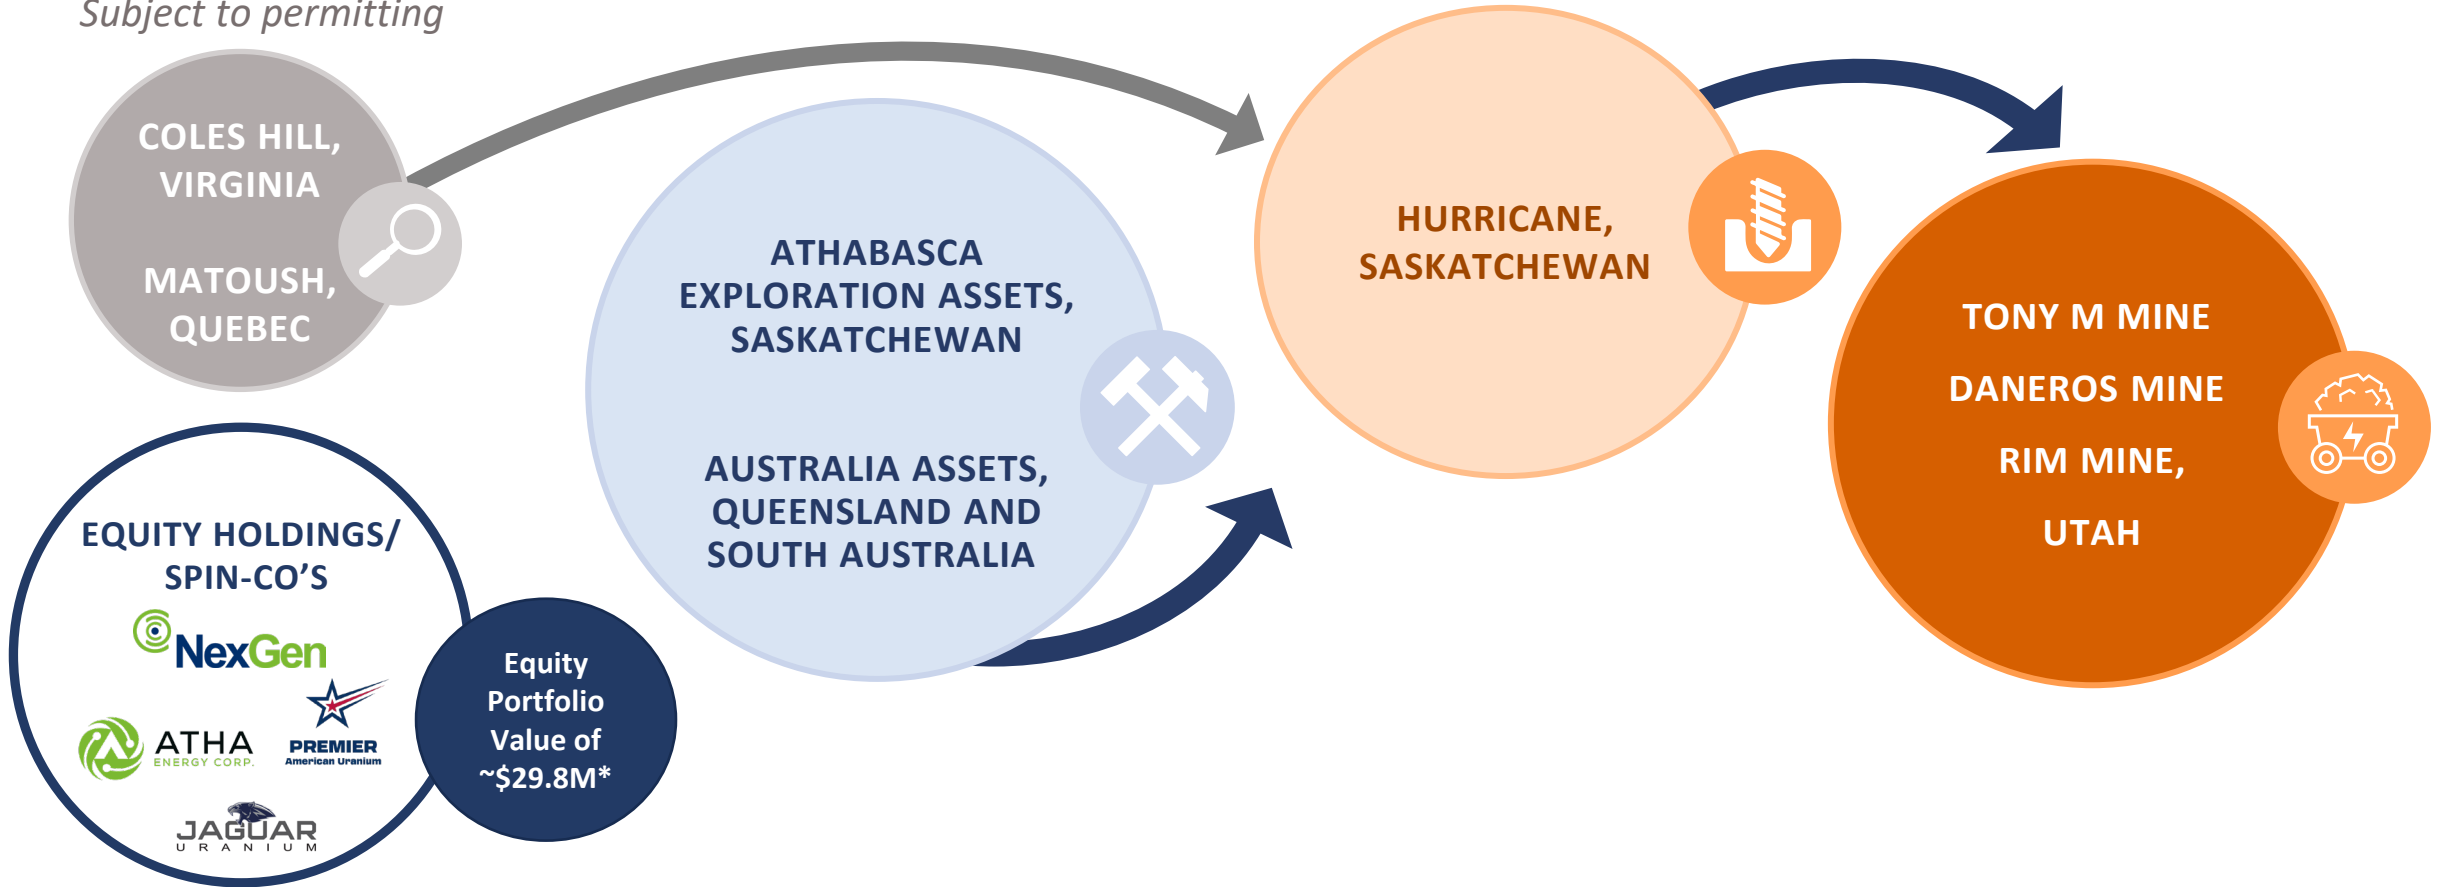 Subject to permitting
COLES HILL,
VIRGINIA
MATOUSH,
QUEBEC
EQUITY HOLDINGS/
SPIN-CO’S
NexGen
ATHA
ENERGY CORP.
PREMIER
American Uranium
JAGUAR
URANIUM
Equity
Portfolio
Value of
~$29.8M*
ATHABASCA
EXPLORATION ASSETS,
SASKATCHEWAN
AUSTRALIA ASSETS,
QUEENSLAND AND
SOUTH AUSTRALIA
HURRICANE,
SASKATCHEWAN
TONY M MINE
DANEROS MINE
RIM MINE,
UTAH